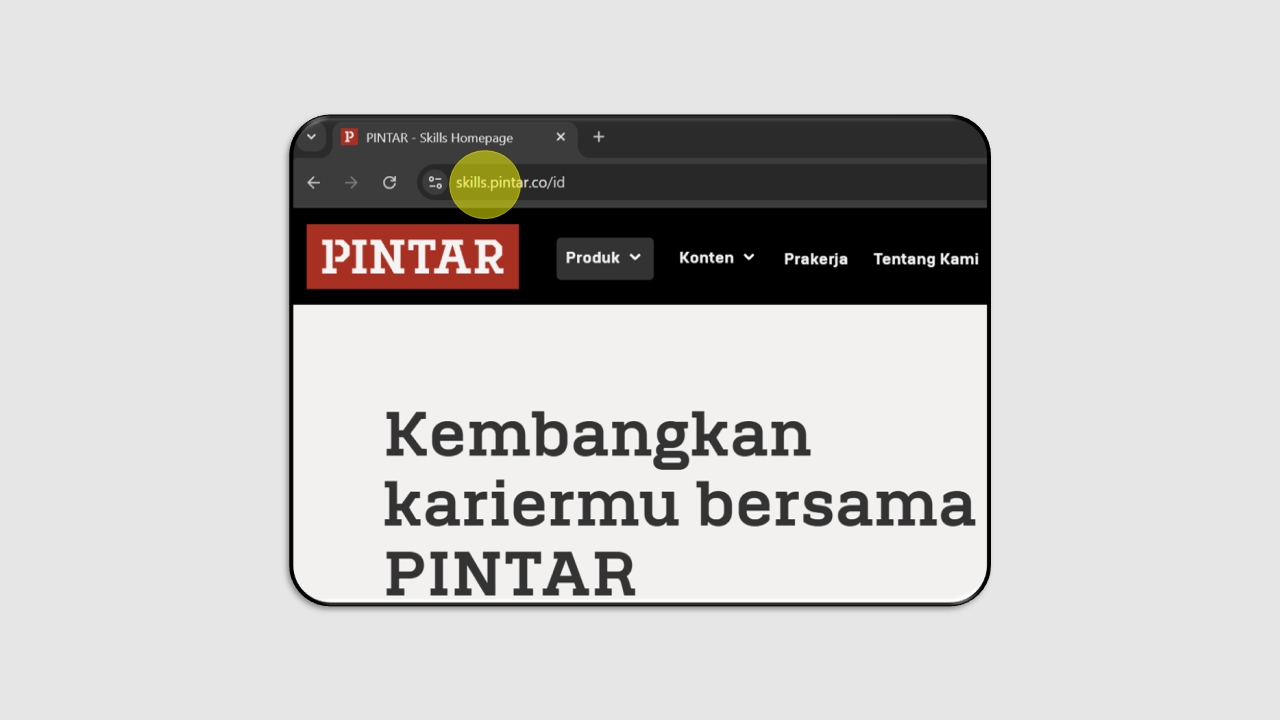 PINTAR - Skills Homepage
skills.pintar.co/id
PINTAR
Produk Konten Prakerja Tentang Kami
Kembangkan
kariermu bersama
PINTAR